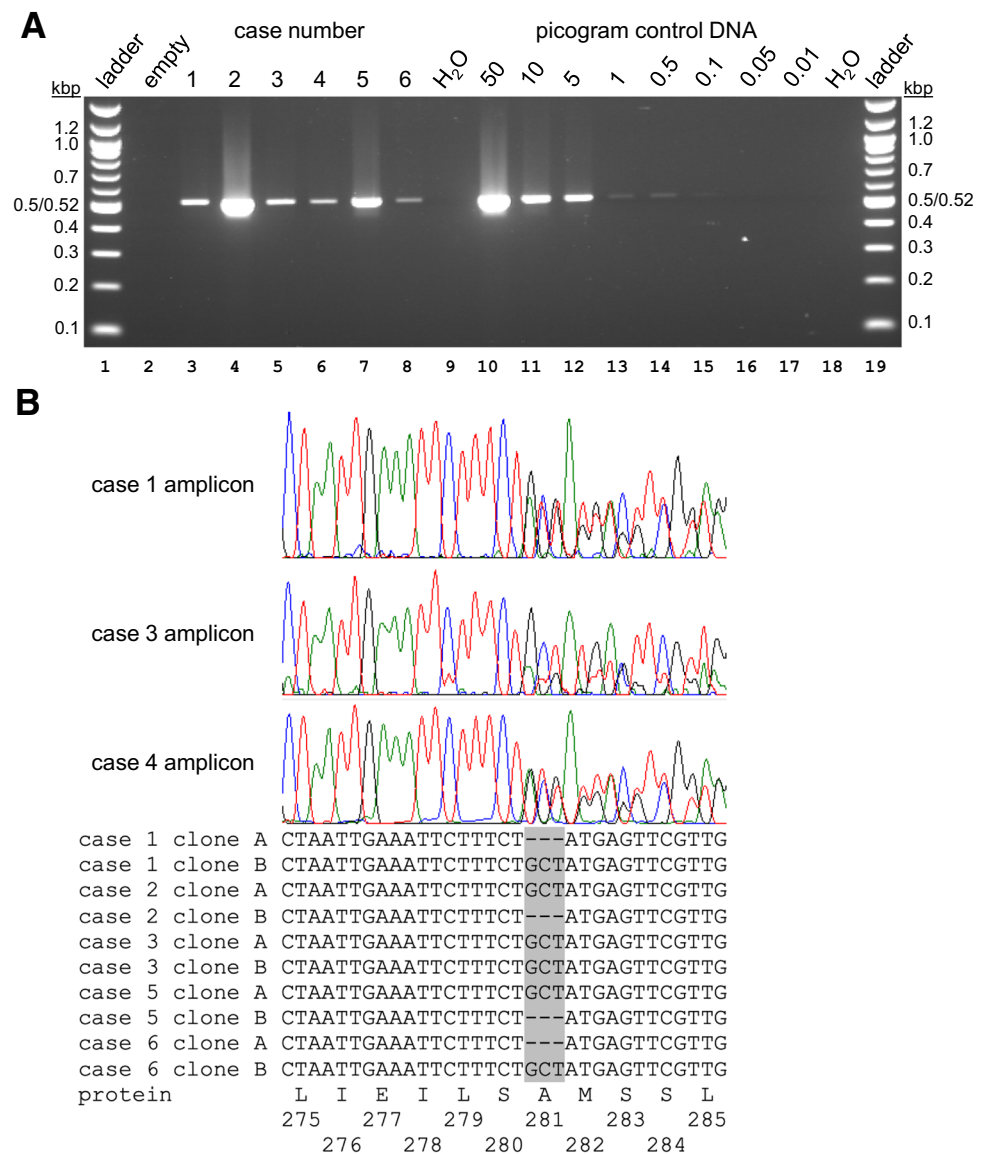 A
case number picogram control DNA
ladder empty 1 2 3 4 5 6 H2O 50 10 5 1 0.5 0.1 0.05 0.01 H2O ladder
kbp kbp
1.2 1.2
1.0 1.0
0.7 0.7
0.5/0.52 0.5/0.52
0.4 0.4
0.3 0.3
0.2 0.2
0.1 0.1
1 2 3 4 5 6 7 8 9 10 11 12 13 14 15 16 17 18 19
B
case 1 amplicon
case 3 amplicon
case 4 amplicon
case 1 clone A CTAATTGAAATTCTTTCT---ATGAGTTCGTTG
case 1 clone B CTAATTGAAATTCTTTCTGCTATGAGTTCGTTG
case 2 clone A CTAATTGAAATTCTTTCTGCTATGAGTTCGTTG
case 2 clone B CTAATTGAAATTCTTTCT---ATGAGTTCGTTG
case 3 clone A CTAATTGAAATTCTTTCTGCTATGAGTTCGTTG
case 3 clone B CTAATTGAAATTCTTTCTGCTATGAGTTCGTTG
case 5 clone A CTAATTGAAATTCTTTCTGCTATGAGTTCGTTG
case 5 clone B CTAATTGAAATTCTTTCT---ATGAGTTCGTTG
case 6 clone A CTAATTGAAATTCTTTCT---ATGAGTTCGTTG
case 6 clone B CTAATTGAAATTCTTTCTGCTATGAGTTCGTTG
protein L I E I L S A M S S L
275 277 279 281 283 285
276 278 280 282 284